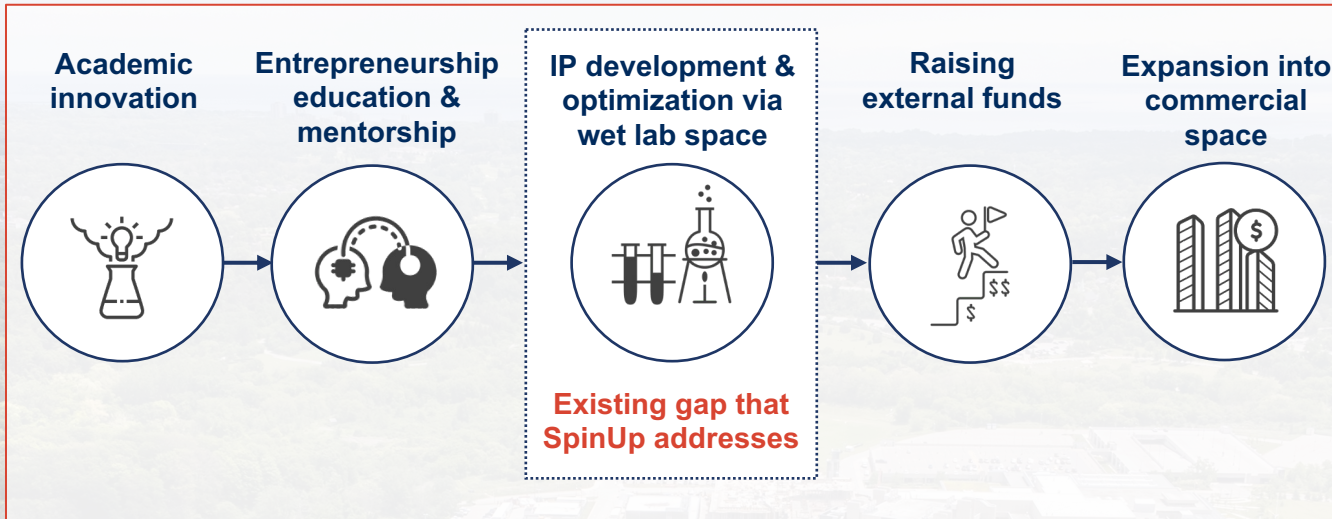 Academic
innovation
Entrepreneurship
education &
mentorship
IP development &
optimization via
wet lab space
Raising
external funds
Expansion into
commercial
space
$
$$
$
Existing gap that
SpinUp addresses